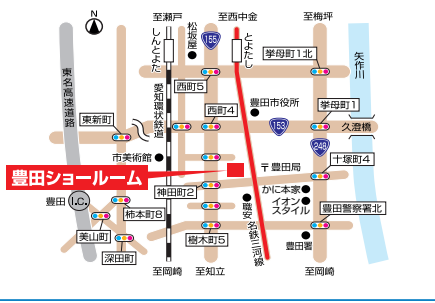 N
至瀬戸
至西中金
至梅坪
しんとよた
松坂屋
155
とよたし
挙母町1北
矢作川
東名高速道路
西町5
愛知環状鉄道
西町4
豊田市役所
挙母町1
東新町
153
久澄橋
248
市美術館
〒豊田局
十塚町4
豊田ショールーム
神田町2
かに本家
イオンスタイル
豊田
I.C.
柿本町8
職安
名鉄三河線
豊田警察署北
美山町
樹木町5
豊田署
深田町
至岡崎
至知立
至岡崎